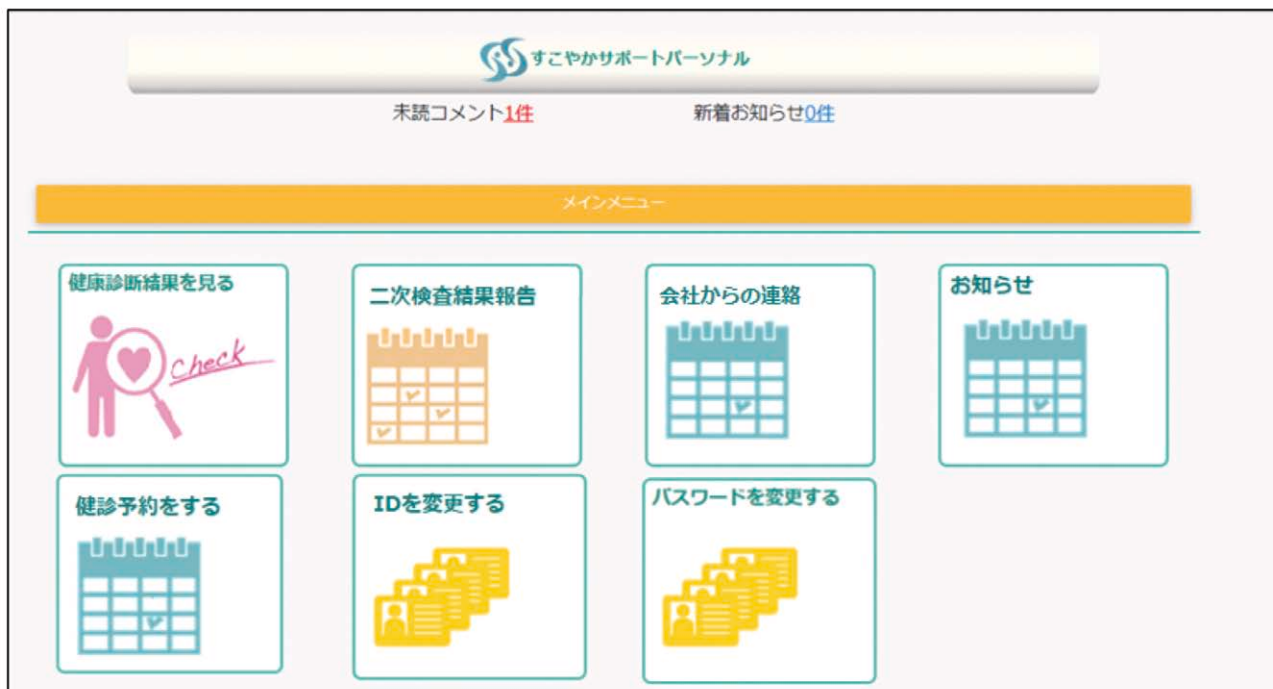 すこやかサポートパーソナル
未読コメント1件 新着お知らせ0件
メインメニュー
健康診断結果を見る
Check
二次検査結果報告
会社からの連絡
お知らせ
健診予約をする
IDを変更する
パスワードを変更する